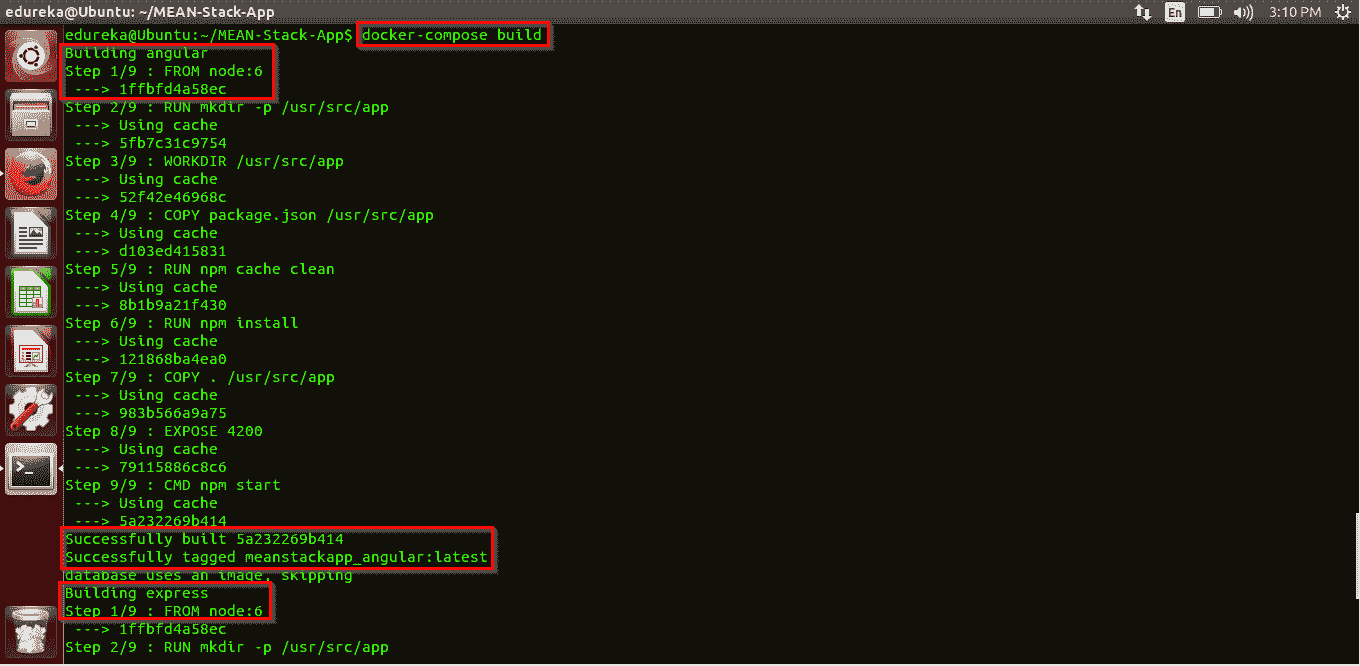 edureka@Ubuntu: ~/MEAN-Stack-App
En
3:10 PM
edureka@Ubuntu:~/MEAN-Stack-App$ docker-compose build
Building angular
Step 1/9 : FROM node:6
 ---> 1ffbfd4a58ec
Step 2/9 : RUN mkdir -p /usr/src/app
 ---> Using cache
 ---> 5fb7c31c9754
Step 3/9 : WORKDIR /usr/src/app
 ---> Using cache
 ---> 52f42e46968c
Step 4/9 : COPY package.json /usr/src/app
 ---> Using cache
 ---> d103ed415831
Step 5/9 : RUN npm cache clean
 ---> Using cache
 ---> 8b1b9a21f430
Step 6/9 : RUN npm install
 ---> Using cache
 ---> 121868ba4ea0
Step 7/9 : COPY . /usr/src/app
 ---> Using cache
 ---> 983b566a9a75
Step 8/9 : EXPOSE 4200
 ---> Using cache
 ---> 79115886c8c6
Step 9/9 : CMD npm start
 ---> Using cache
 ---> 5a232269b414
Successfully built 5a232269b414
Successfully tagged meanstackapp_angular:latest
database uses an image, skipping
Building express
Step 1/9 : FROM node:6
 ---> 1ffbfd4a58ec
Step 2/9 : RUN mkdir -p /usr/src/app